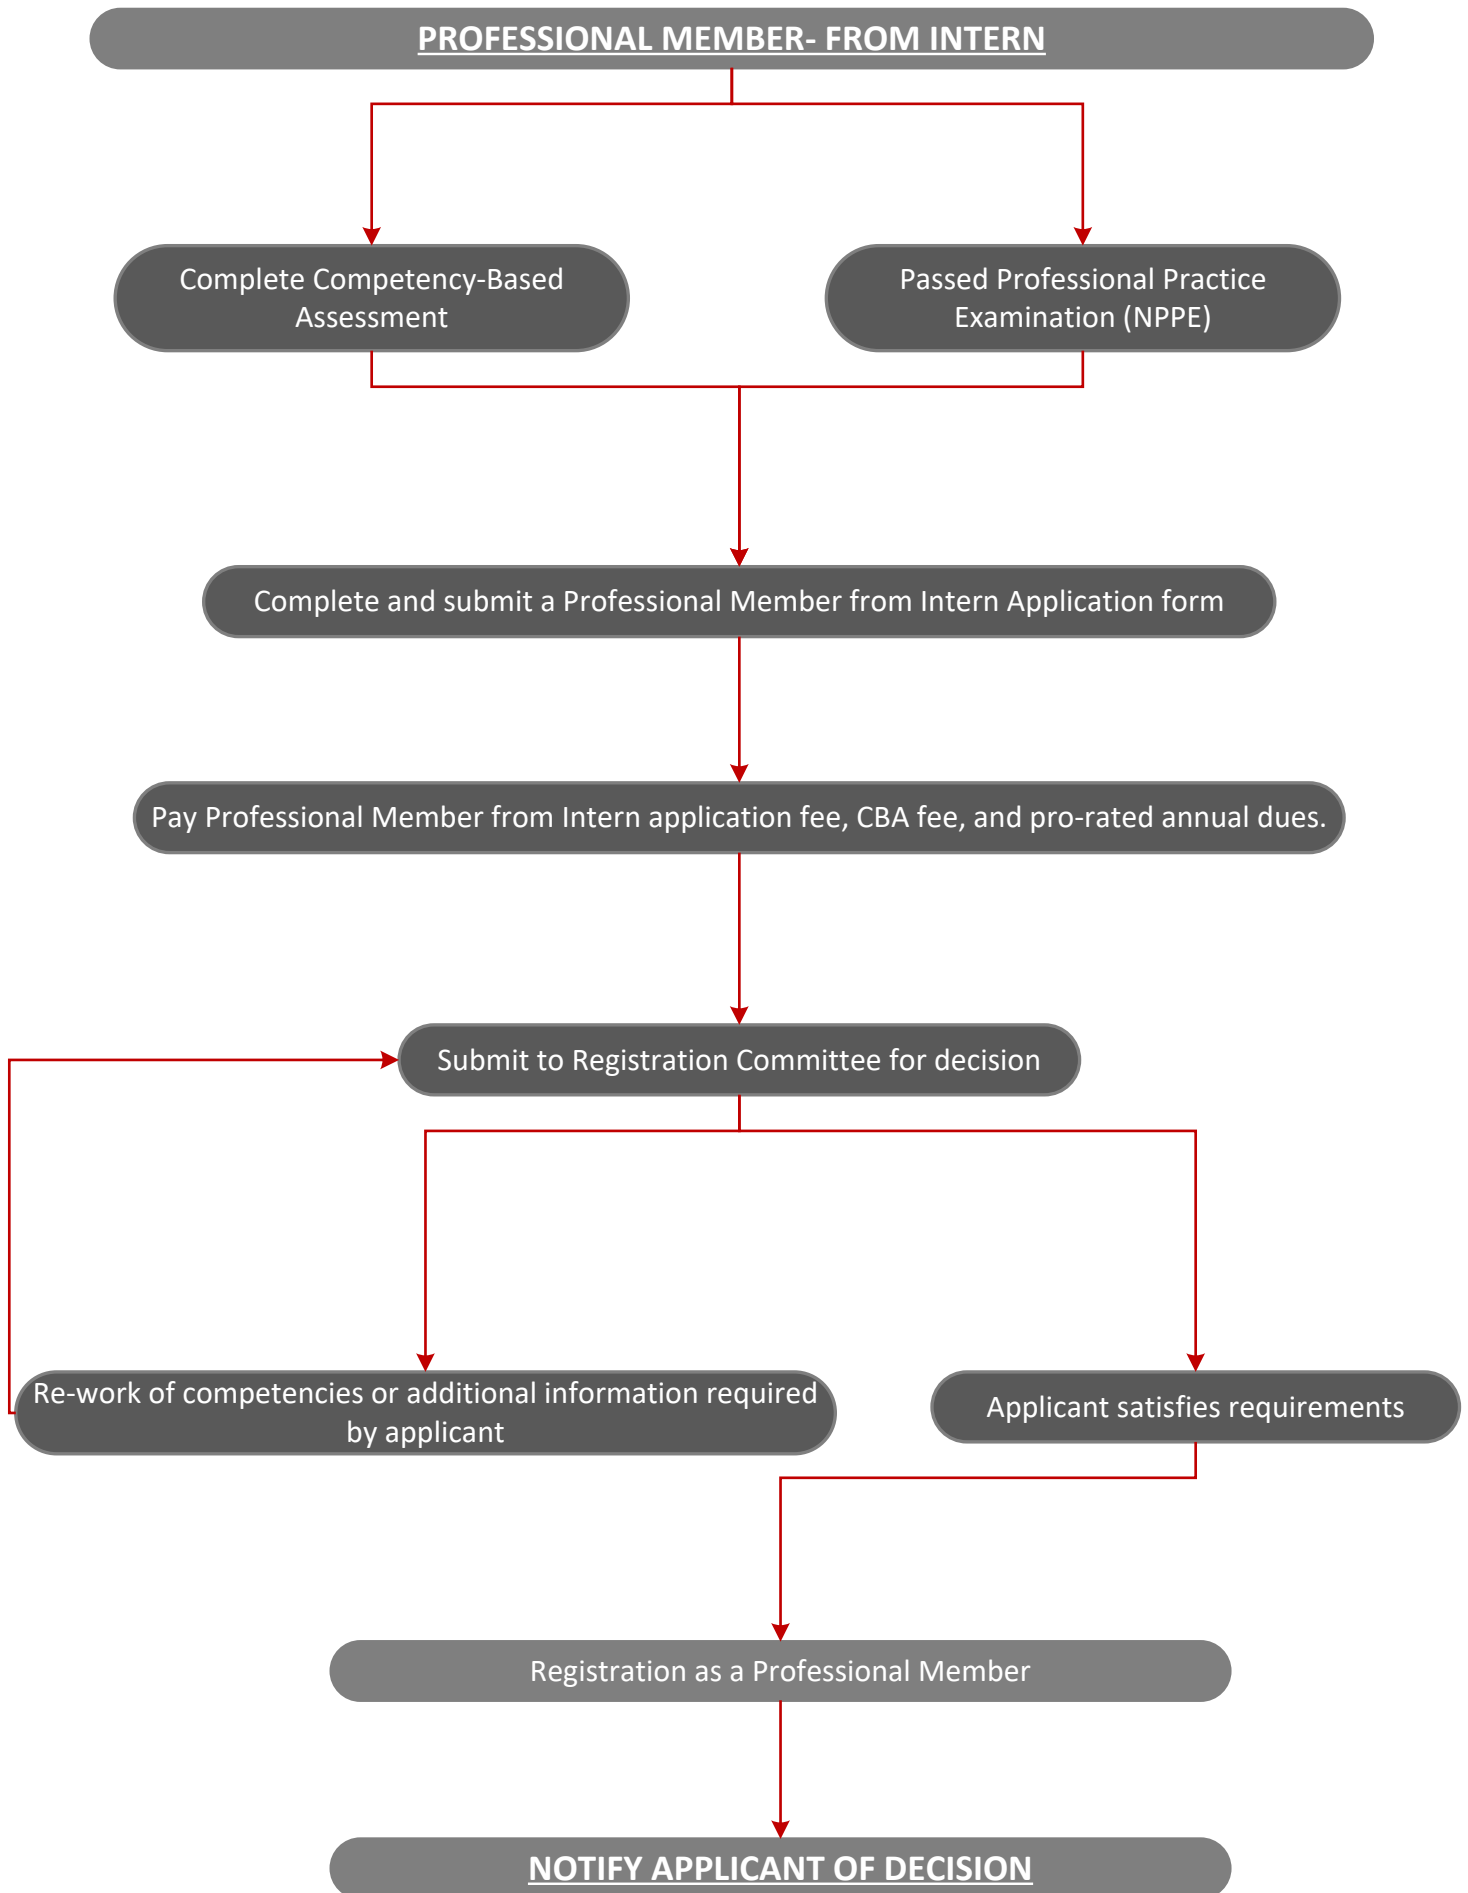 PROFESSIONAL MEMBER- FROM INTERN
Complete Competency-Based
Assessment
Passed Professional Practice
Examination (NPPE)
Complete and submit a Professional Member from Intern Application form
Pay Professional Member from Intern application fee, CBA fee, and pro-rated annual dues.
Submit to Registration Committee for decision
Re-work of competencies or additional information required
by applicant
Applicant satisfies requirements
Registration as a Professional Member
NOTIFY APPLICANT OF DECISION